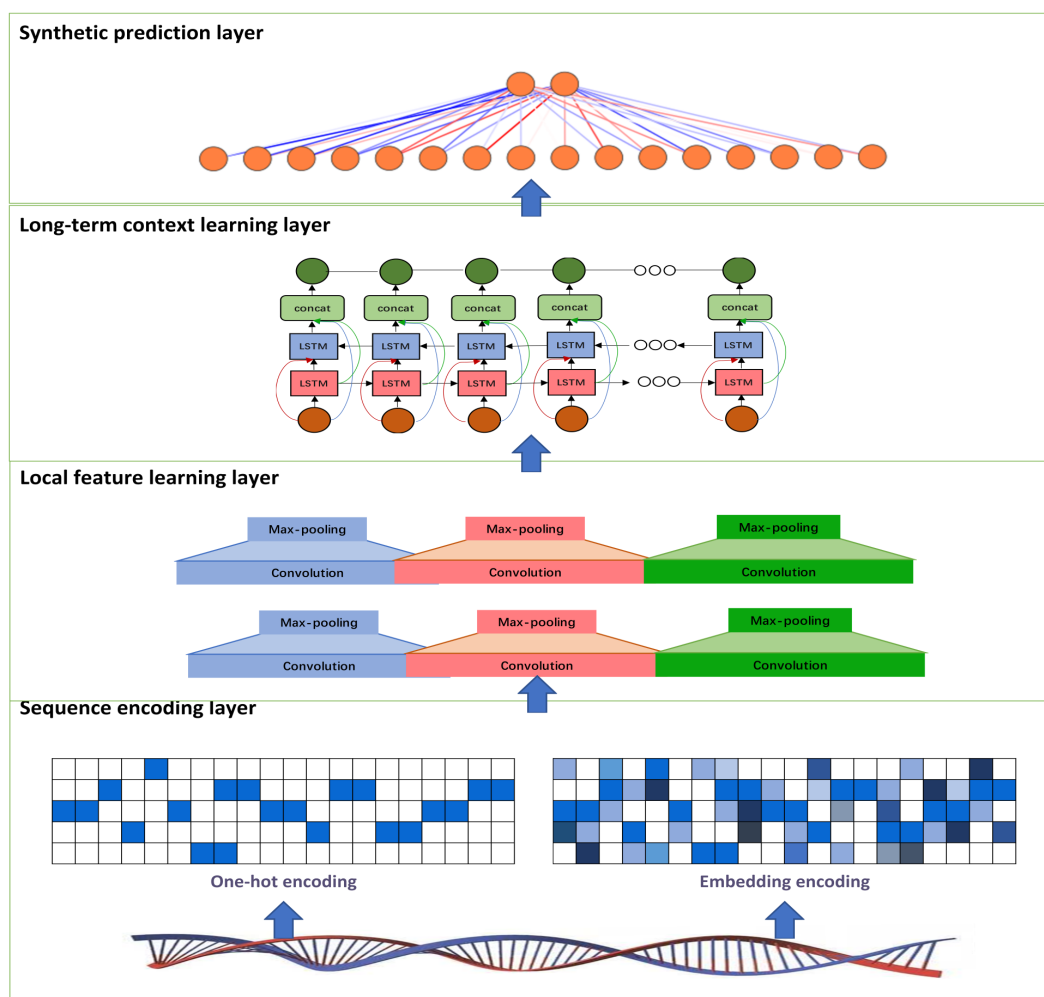 Synthetic prediction layer
Long-term context learning layer
concat concat concat concat concat
LSTM LSTM LSTM LSTM LSTM
LSTM LSTM LSTM LSTM LSTM
Local feature learning layer
Max-pooling Max-pooling Max-pooling
Convolution Convolution Convolution
Max-pooling Max-pooling Max-pooling
Convolution Convolution Convolution
Sequence encoding layer
One-hot encoding Embedding encoding